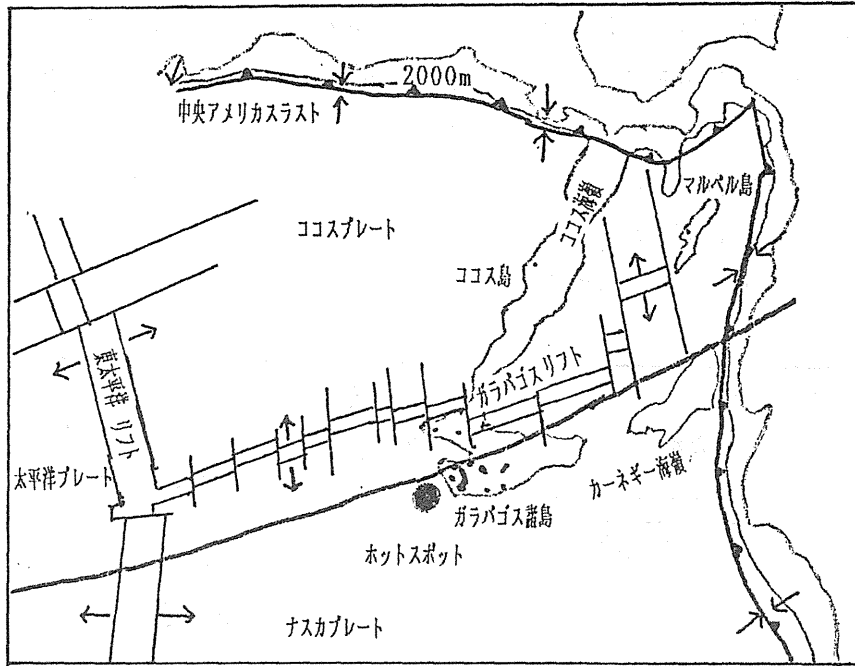 2000m
中央アメリカスラスト
マルペル島
ココス海嶺
ココスプレート
ココス島
東太平洋 リフト
ガラパゴスリフト
太平洋プレート
カーネギー海嶺
ガラパゴス諸島
ホットスポット
ナスカプレート